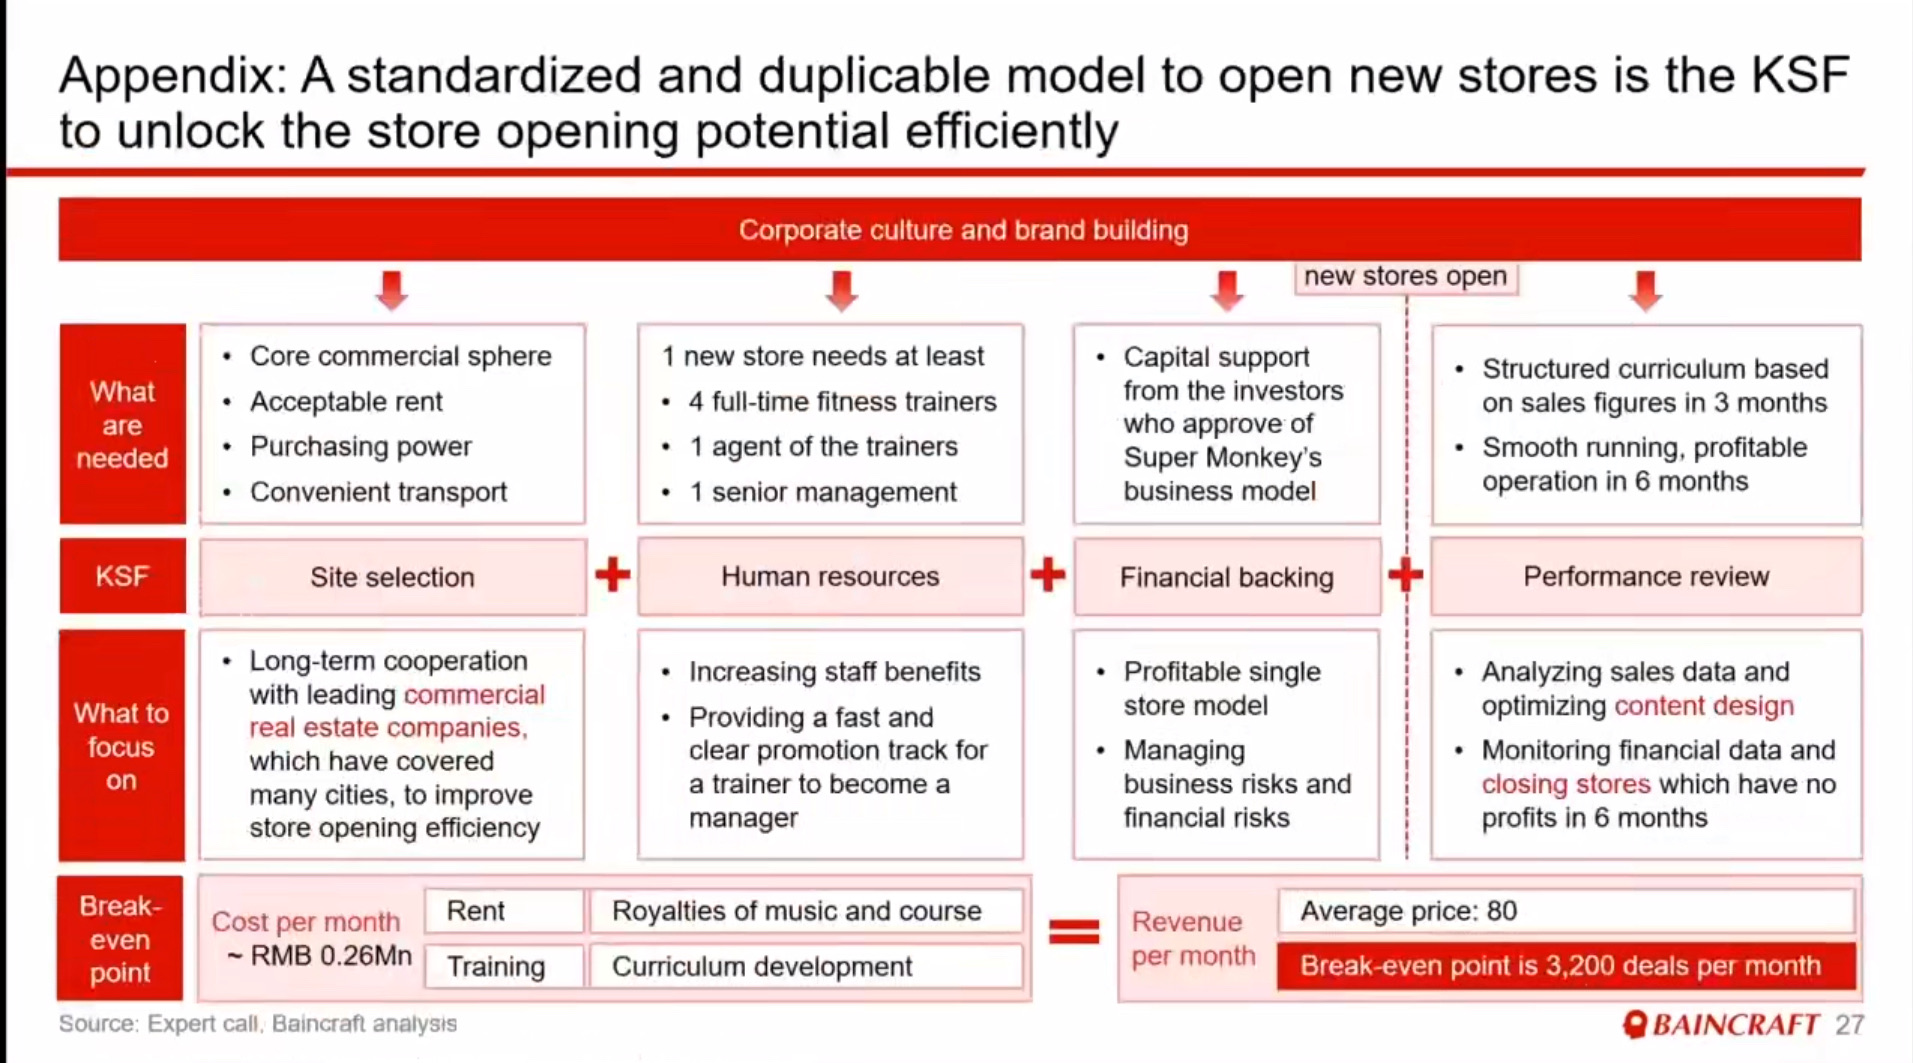 Appendix: A standardized and duplicable model to open new stores is the KSF
to unlock the store opening potential efficiently
Corporate culture and brand building
new stores open
What
are
needed
• Core commercial sphere
• Acceptable rent
• Purchasing power
• Convenient transport
1 new store needs at least
• 4 full-time fitness trainers
• 1 agent of the trainers
• 1 senior management
• Capital support
from the investors
who approve of
Super Monkey's
business model
• Structured curriculum based
on sales figures in 3 months
• Smooth running, profitable
operation in 6 months
KSF
Site selection
+
Human resources
+
Financial backing
+
Performance review
What to
focus
on
• Long-term cooperation
with leading commercial
real estate companies,
which have covered
many cities, to improve
store opening efficiency
• Increasing staff benefits
• Providing a fast and
clear promotion track for
a trainer to become a
manager
• Profitable single
store model
• Managing
business risks and
financial risks
• Analyzing sales data and
optimizing content design
• Monitoring financial data and
closing stores which have no
profits in 6 months
Break-
even
point
Cost per month
~ RMB 0.26Mn
Rent
Royalties of music and course
Training
Curriculum development
=
Revenue
per month
Average price: 80
Break-even point is 3,200 deals per month
Source: Expert call, Baincraft analysis
BAINCRAFT 27